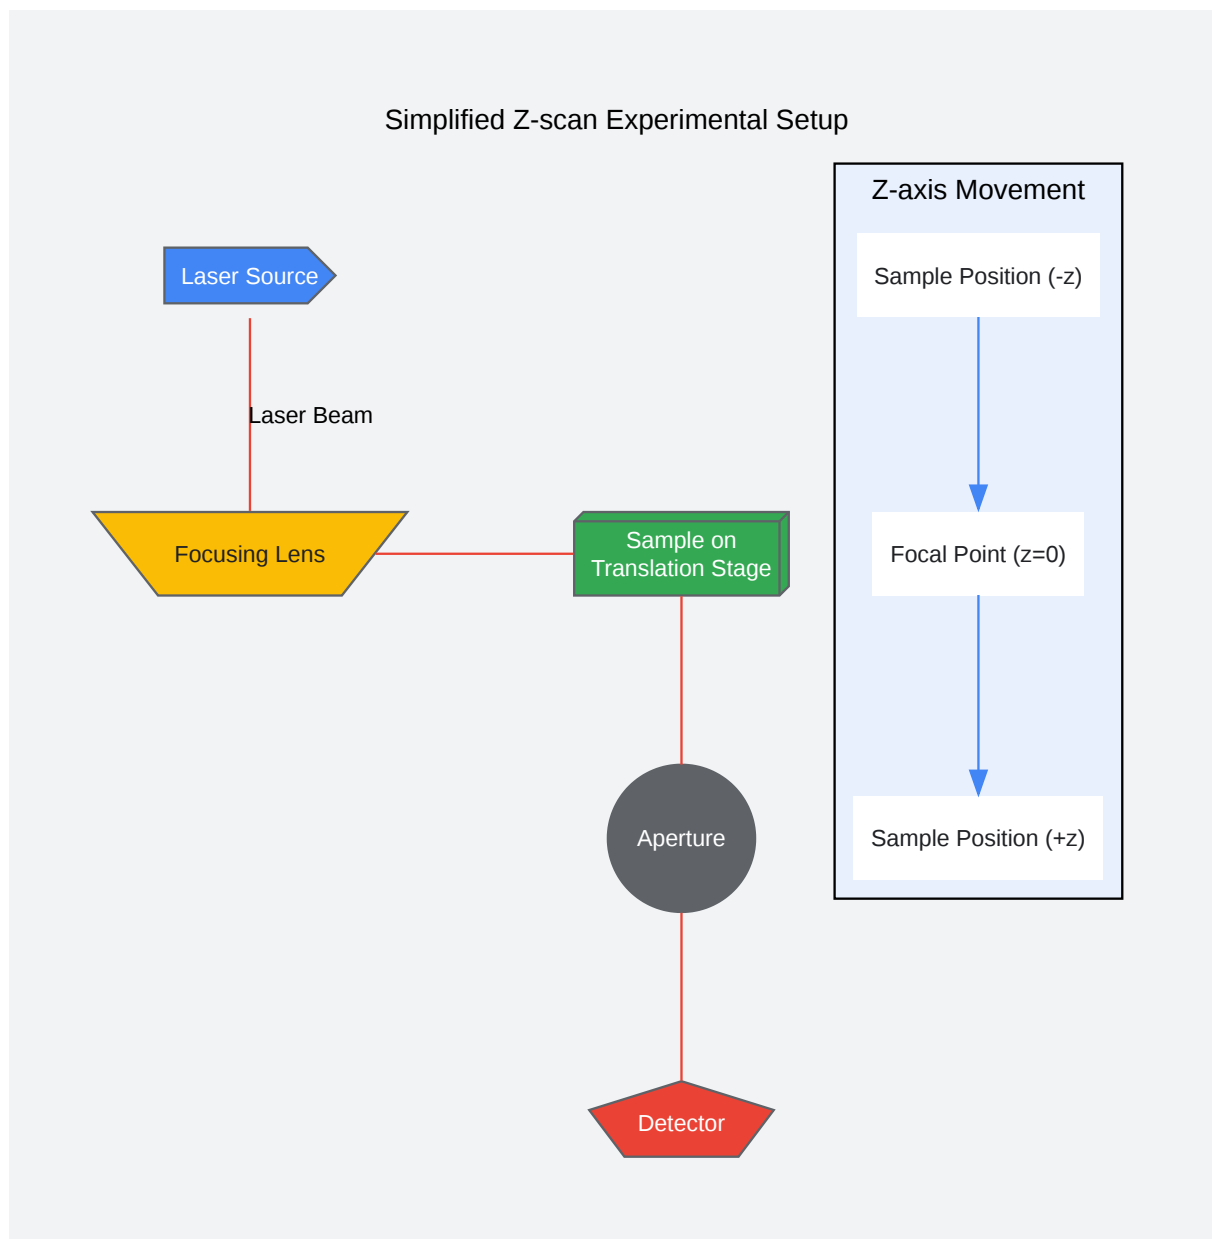 Simplified Z-scan Experimental Setup
Z-axis Movement
Laser Source
Sample Position (-z)
Laser Beam
Focusing Lens
Sample on
Translation Stage
Focal Point (z=0)
Aperture
Sample Position (+z)
Detector